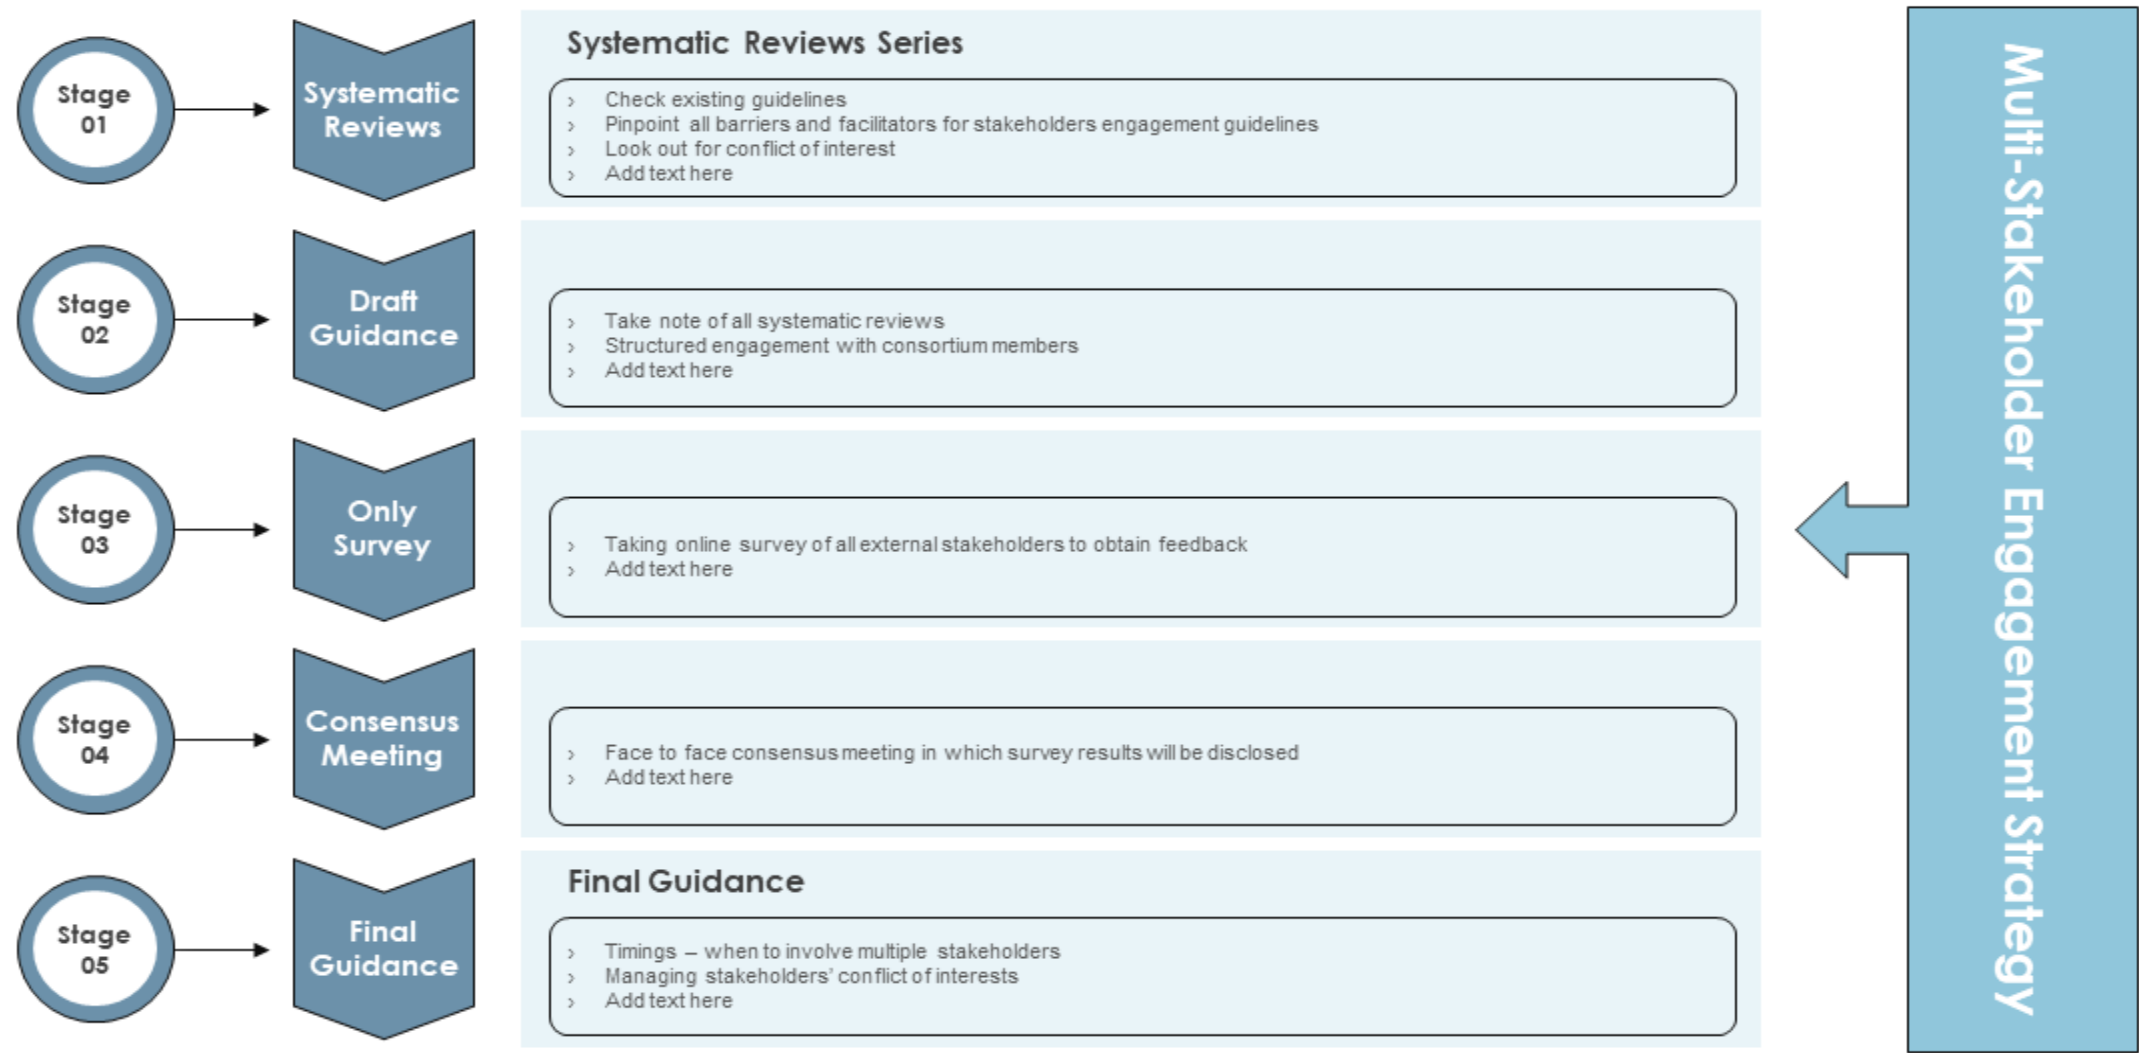 Stage
01
Systematic
Reviews
Systematic Reviews Series
› Check existing guidelines
› Pinpoint all barriers and facilitators for stakeholders engagement guidelines
› Look out for conflict of interest
› Add text here
Stage
02
Draft
Guidance
› Take note of all systematic reviews
› Structured engagement with consortium members
› Add text here
Stage
03
Only
Survey
› Taking online survey of all external stakeholders to obtain feedback
› Add text here
Stage
04
Consensus
Meeting
› Face to face consensus meeting in which survey results will be disclosed
› Add text here
Stage
05
Final
Guidance
Final Guidance
› Timings – when to involve multiple stakeholders
› Managing stakeholders’ conflict of interests
› Add text here
Multi-Stakeholder Engagement Strategy